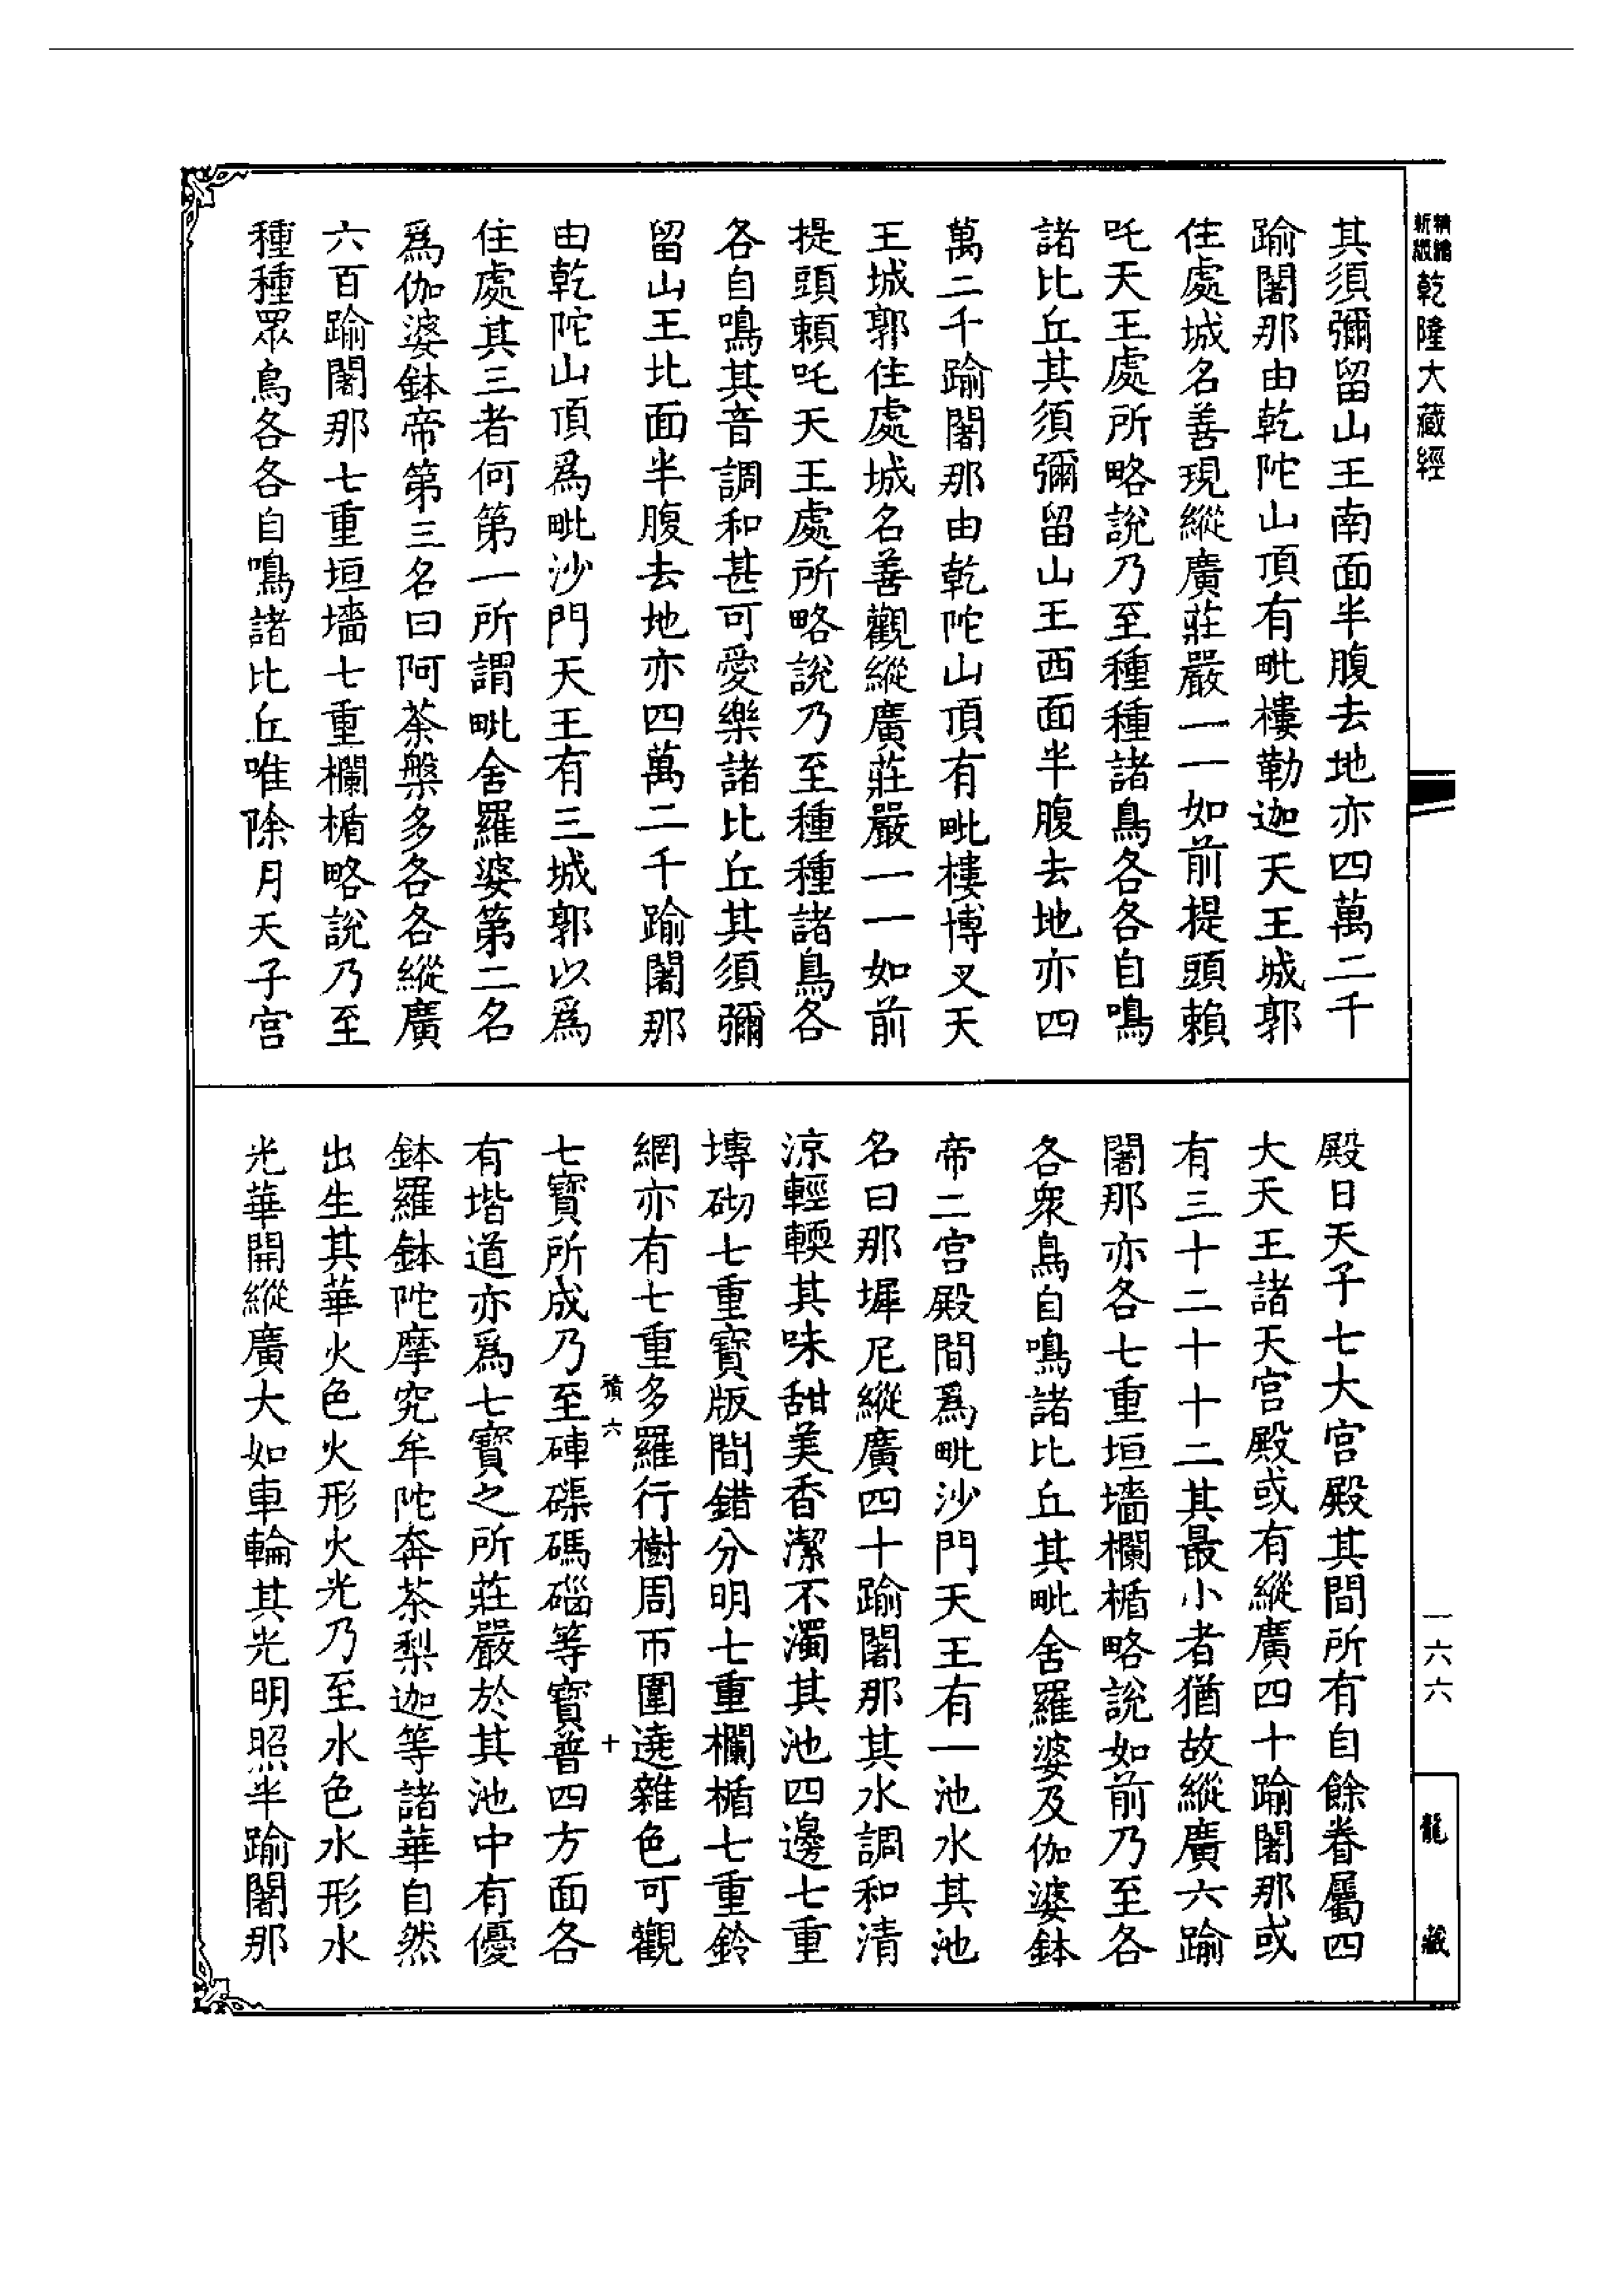 精編新版
乾隆大藏經
其須彌留山王南面半腹去地亦四萬二千
踰闍那由乾陀山頂有毗樓勒迦天王城郭
住處城名善現縱廣莊嚴一一如前提頭賴
吒天王處所略說乃至種種諸鳥各各自鳴
諸比丘其須彌留山王西面半腹去地亦四
萬二千踰闍那由乾陀山頂有毗樓博叉天
王城郭住處城名善觀縱廣莊嚴一一如前
提頭賴吒天王處所略說乃至種種諸鳥各
各自鳴其音調和甚可愛樂諸比丘其須彌
留山王北面半腹去地亦四萬二千踰闍那
由乾陀山頂爲毗沙門天王有三城郭以爲
住處其三者何第一所謂毗舍羅婆第二名
爲伽婆鉢帝第三名曰阿荼槃多各各縱廣
六百踰闍那七重垣墻七重欄楯略說乃至
種種眾鳥各各自鳴諸比丘唯除月天子宫
殿日天子七大宫殿其間所有自餘眷屬四
大天王諸天宫殿或有縱廣四十踰闍那或
有三十二十十二其最小者猶故縱廣六踰
闍那亦各七重垣墻欄楯略說如前乃至各
各衆鳥自鳴諸比丘其毗舍羅婆及伽婆鉢
帝二宫殿間爲毗沙門天王有一池水其池
名曰那墀尼縱廣四十踰闍那其水調和清
涼輕輭其味甜美香潔不濁其池四邊七重
塼砌七重寶版間錯分明七重欄楯七重鈴
網亦有七重多羅行樹周帀圍遶雜色可觀
積六 十
七寶所成乃至硨磲碼碯等寶普四方面各
有堦道亦爲七寶之所莊嚴於其池中有優
鉢羅鉢陀摩究牟陀奔茶梨迦等諸華自然
出生其華火色火形火光乃至水色水形水
光華開縱廣大如車輪其光明照半踰闍那
一六六
龍藏